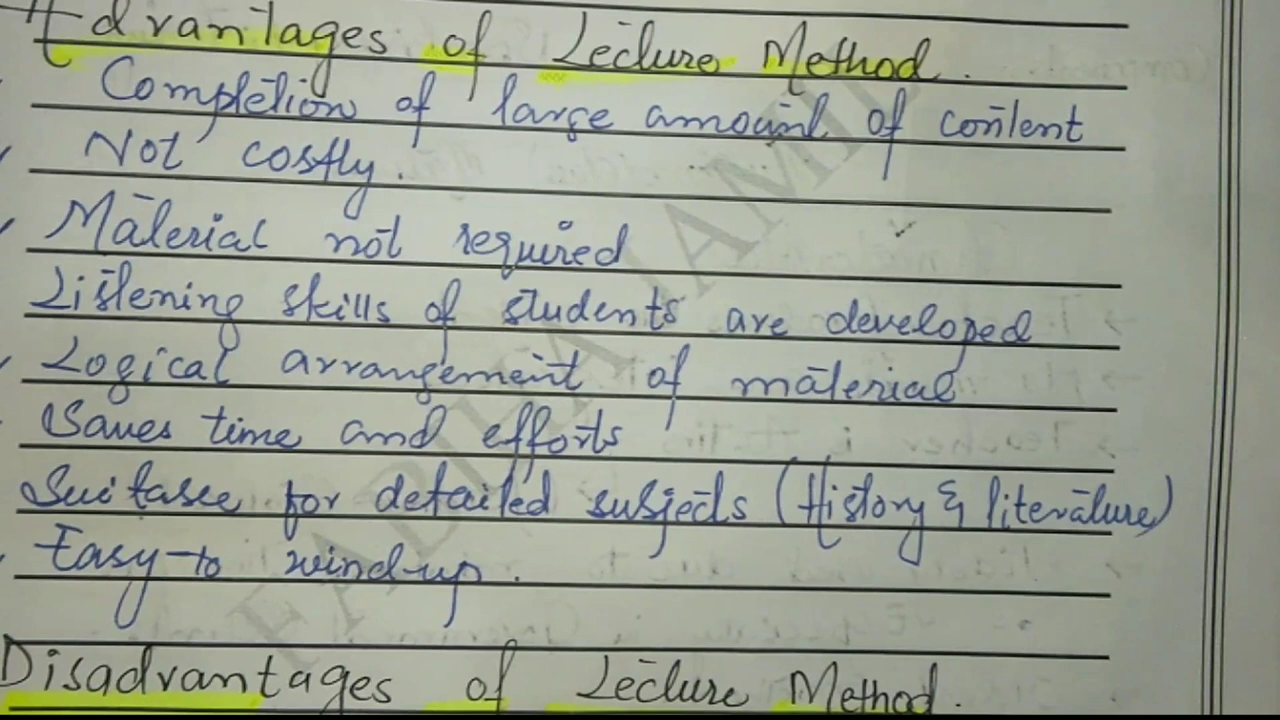 Advantages of Lecture Method.
Completion of large amount of content
Not costly.
Material not required
Listening skills of students are developed
Logical arrangement of material
Saves time and efforts
Suitable for detailed subjects (History & literature)
Easy to wind-up.
Disadvantages of Lecture Method.